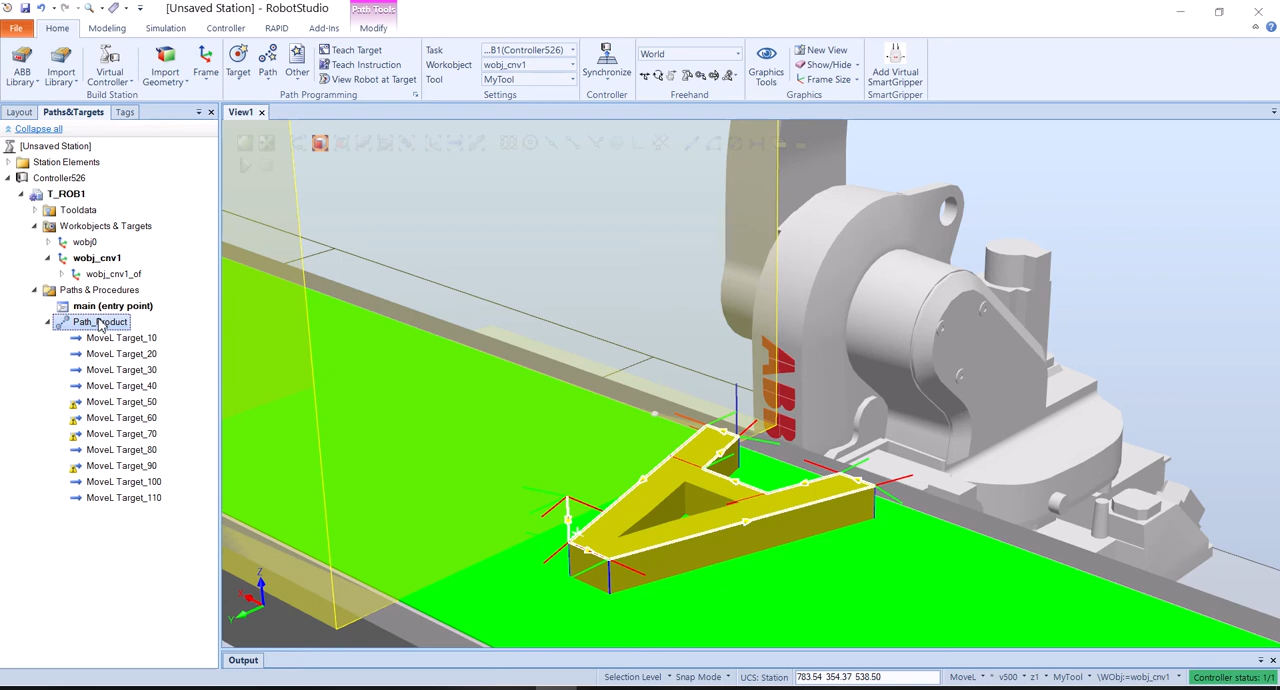 [Unsaved Station] - RobotStudio
Path Tools
File
Home
Modeling
Simulation
Controller
RAPID
Add-Ins
Modify
ABB Library
Import Library
Virtual Controller
Import Geometry
Frame
Build Station
Target
Path
Other
Teach Target
Teach Instruction
View Robot at Target
Path Programming
Task
...B1(Controller526)
Workobject
wobj_cnv1
Tool
MyTool
Settings
Synchronize
Controller
World
Freehand
Graphics Tools
New View
Show/Hide
Frame Size
Graphics
Add Virtual SmartGripper
SmartGripper
Layout
Paths&Targets
Tags
View1
Collapse all
[Unsaved Station]
Station Elements
Controller526
T_ROB1
Tooldata
Workobjects & Targets
wobj0
wobj_cnv1
wobj_cnv1_of
Paths & Procedures
main (entry point)
Path_Product
MoveL Target_10
MoveL Target_20
MoveL Target_30
MoveL Target_40
MoveL Target_50
MoveL Target_60
MoveL Target_70
MoveL Target_80
MoveL Target_90
MoveL Target_100
MoveL Target_110
ABB
Z
X
Y
Output
Selection Level
Snap Mode
UCS: Station
783.54 354.37 538.50
MoveL
* v500
z1
MyTool
\WObj:=wobj_cnv1
Controller status: 1/1